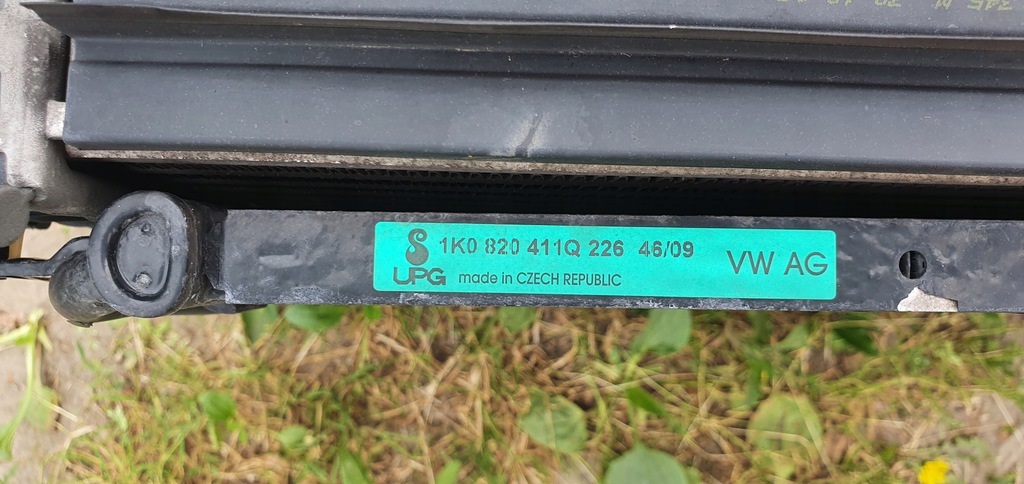 1K0 820 411Q 226 46/09
VW AG
UPG made in CZECH REPUBLIC